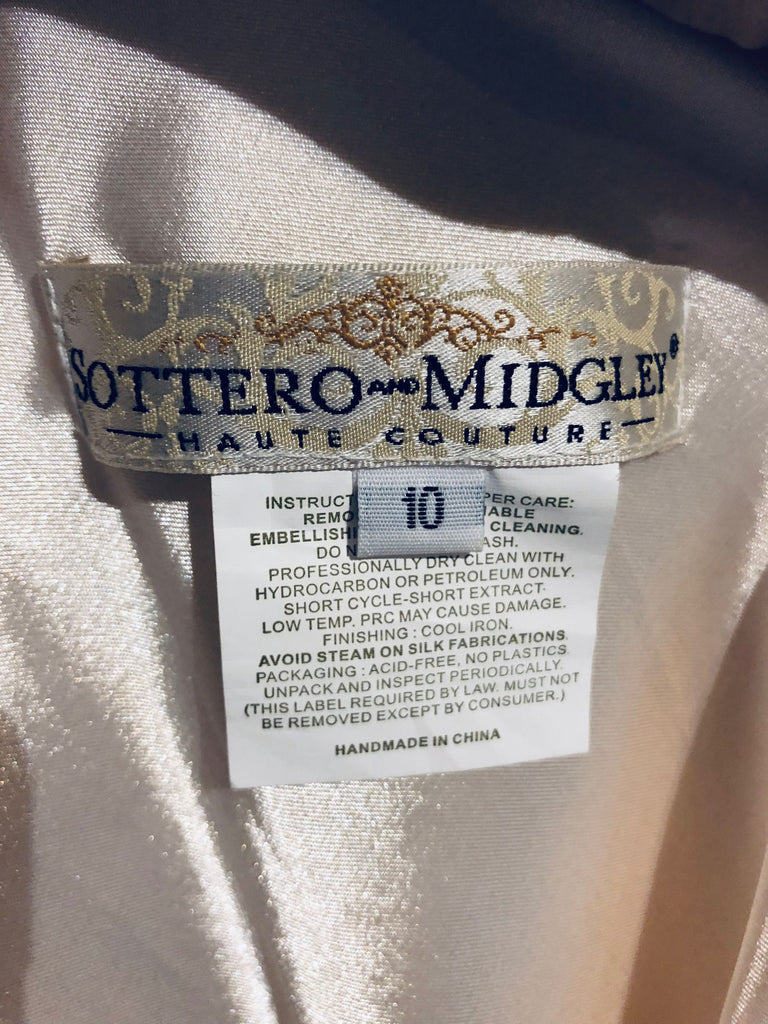 SOTTERO AND MIDGLEY®
HAUTE COUTURE
10
INSTRUCT PER CARE:
REMO ABLE
EMBELLISH CLEANING.
DO N ASH.
PROFESSIONALLY DRY CLEAN WITH
HYDROCARBON OR PETROLEUM ONLY.
SHORT CYCLE-SHORT EXTRACT.
LOW TEMP. PRC MAY CAUSE DAMAGE.
FINISHING : COOL IRON.
AVOID STEAM ON SILK FABRICATIONS.
PACKAGING : ACID-FREE, NO PLASTICS.
UNPACK AND INSPECT PERIODICALLY.
(THIS LABEL REQUIRED BY LAW. MUST NOT
BE REMOVED EXCEPT BY CONSUMER.)
HANDMADE IN CHINA